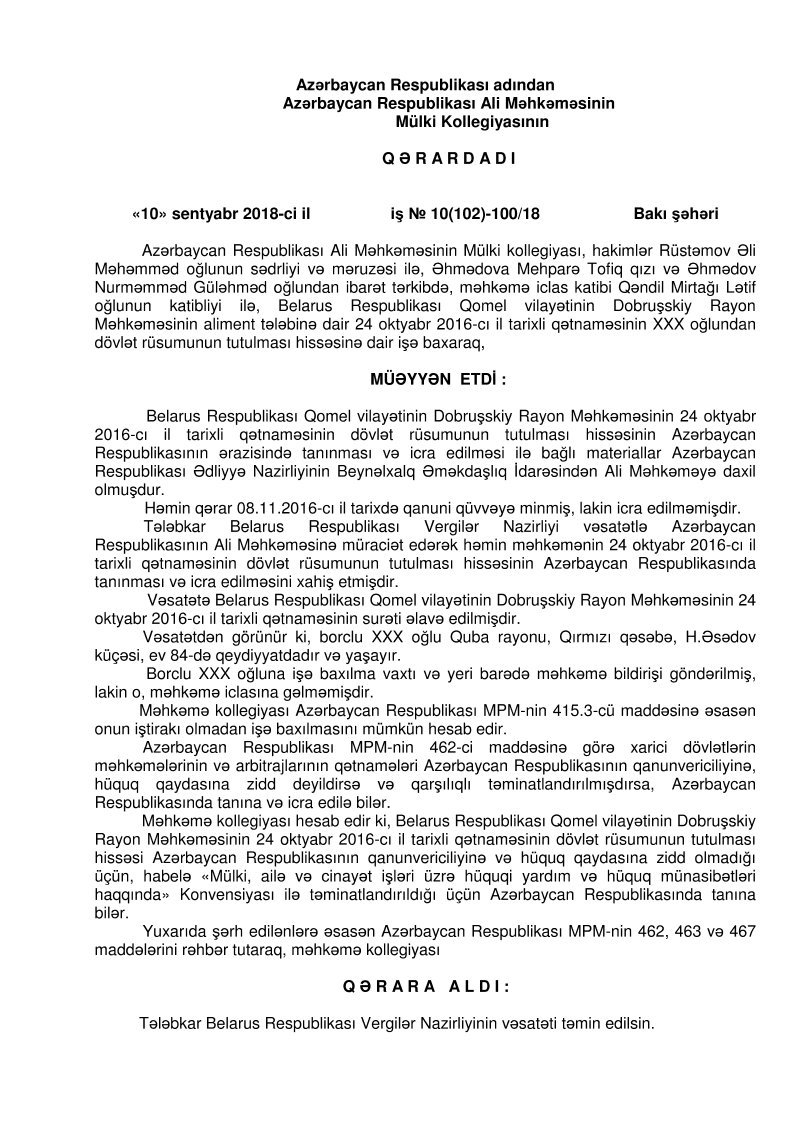 Azərbaycan Respublikası adından
Azərbaycan Respublikası Ali Məhkəməsinin
Mülki Kollegiyasının
Q Ə R A R D A D I
«10» sentyabr 2018-ci il iş № 10(102)-100/18 Bakı şəhəri
Azərbaycan Respublikası Ali Məhkəməsinin Mülki kollegiyası, hakimlər Rüstəmov Əli
Məhəmməd oğlunun sədrliyi və məruzəsi ilə, Əhmədova Mehparə Tofiq qızı və Əhmədov
Nurməmməd Güləhməd oğlundan ibarət tərkibdə, məhkəmə iclas katibi Qəndil Mirtağı Lətif
oğlunun katibliyi ilə, Belarus Respublikası Qomel vilayətinin Dobruşskiy Rayon
Məhkəməsinin aliment tələbinə dair 24 oktyabr 2016-cı il tarixli qətnaməsinin XXX oğlundan
dövlət rüsumunun tutulması hissəsinə dair işə baxaraq,
MÜƏYYƏN ETDİ :
Belarus Respublikası Qomel vilayətinin Dobruşskiy Rayon Məhkəməsinin 24 oktyabr
2016-cı il tarixli qətnaməsinin dövlət rüsumunun tutulması hissəsinin Azərbaycan
Respublikasının ərazisində tanınması və icra edilməsi ilə bağlı materiallar Azərbaycan
Respublikası Ədliyyə Nazirliyinin Beynəlxalq Əməkdaşlıq İdarəsindən Ali Məhkəməyə daxil
olmuşdur.
Həmin qərar 08.11.2016-cı il tarixdə qanuni qüvvəyə minmiş, lakin icra edilməmişdir.
Tələbkar Belarus Respublikası Vergilər Nazirliyi vəsatətlə Azərbaycan
Respublikasının Ali Məhkəməsinə müraciət edərək həmin məhkəmənin 24 oktyabr 2016-cı il
tarixli qətnaməsinin dövlət rüsumunun tutulması hissəsinin Azərbaycan Respublikasında
tanınması və icra edilməsini xahiş etmişdir.
Vəsatətə Belarus Respublikası Qomel vilayətinin Dobruşskiy Rayon Məhkəməsinin 24
oktyabr 2016-cı il tarixli qətnaməsinin surəti əlavə edilmişdir.
Vəsatətdən görünür ki, borclu XXX oğlu Quba rayonu, Qırmızı qəsəbə, H.Əsədov
küçəsi, ev 84-də qeydiyyatdadır və yaşayır.
Borclu XXX oğluna işə baxılma vaxtı və yeri barədə məhkəmə bildirişi göndərilmiş,
lakin o, məhkəmə iclasına gəlməmişdir.
Məhkəmə kollegiyası Azərbaycan Respublikası MPM-nin 415.3-cü maddəsinə əsasən
onun iştirakı olmadan işə baxılmasını mümkün hesab edir.
Azərbaycan Respublikası MPM-nin 462-ci maddəsinə görə xarici dövlətlərin
məhkəmələrinin və arbitrajlarının qətnamələri Azərbaycan Respublikasının qanunvericiliyinə,
hüquq qaydasına zidd deyildirsə və qarşılıqlı təminatlandırılmışdırsa, Azərbaycan
Respublikasında tanına və icra edilə bilər.
Məhkəmə kollegiyası hesab edir ki, Belarus Respublikası Qomel vilayətinin Dobruşskiy
Rayon Məhkəməsinin 24 oktyabr 2016-cı il tarixli qətnaməsinin dövlət rüsumunun tutulması
hissəsi Azərbaycan Respublikasının qanunvericiliyinə və hüquq qaydasına zidd olmadığı
üçün, habelə «Mülki, ailə və cinayət işləri üzrə hüquqi yardım və hüquq münasibətləri
haqqında» Konvensiyası ilə təminatlandırıldığı üçün Azərbaycan Respublikasında tanına
bilər.
Yuxarıda şərh edilənlərə əsasən Azərbaycan Respublikası MPM-nin 462, 463 və 467
maddələrini rəhbər tutaraq, məhkəmə kollegiyası
Q Ə R A R A A L D I :
Tələbkar Belarus Respublikası Vergilər Nazirliyinin vəsatəti təmin edilsin.